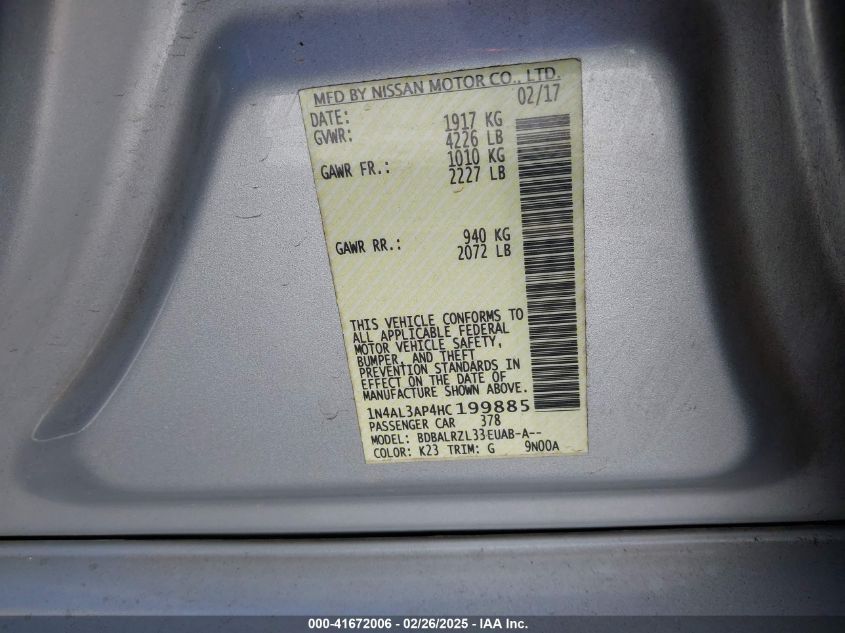 MFD BY NISSAN MOTOR CO., LTD.
DATE: 02/17
GVWR: 1917 KG
4226 LB
GAWR FR.: 1010 KG
2227 LB
GAWR RR.: 940 KG
2072 LB
THIS VEHICLE CONFORMS TO
ALL APPLICABLE FEDERAL
MOTOR VEHICLE SAFETY,
BUMPER, AND THEFT
PREVENTION STANDARDS IN
EFFECT ON THE DATE OF
MANUFACTURE SHOWN ABOVE.
1N4AL3AP4HC199885
PASSENGER CAR 378
MODEL: BDBALRZL33EUAB-A--
COLOR: K23 TRIM: G 9N00A
000-41672006 - 02/26/2025 - IAA Inc.